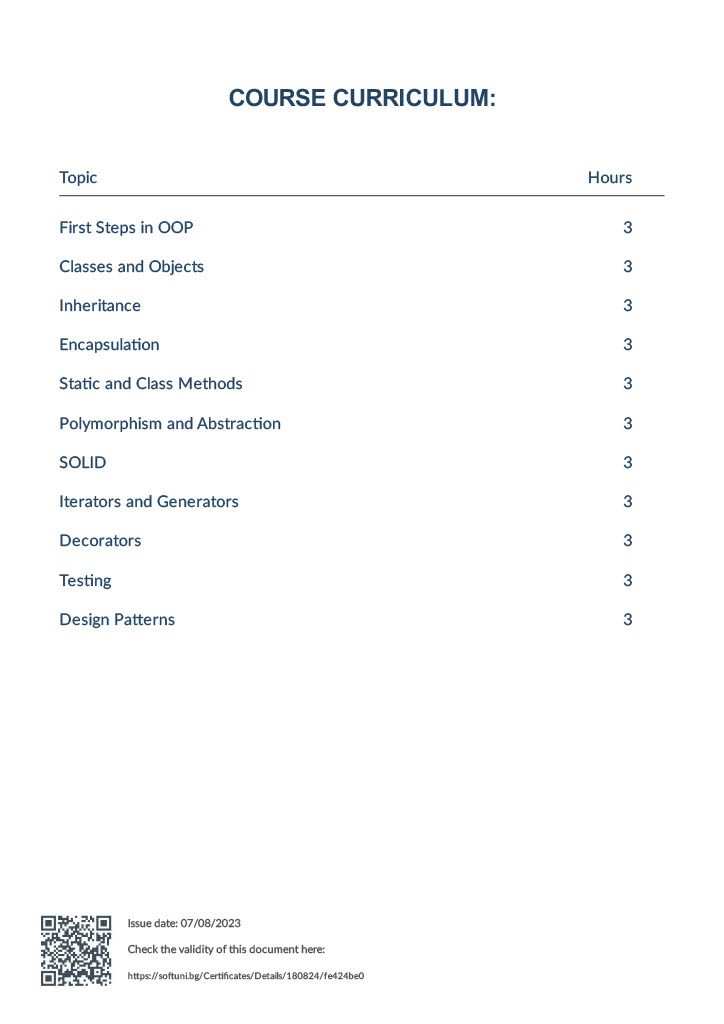 COURSE CURRICULUM:
Topic Hours
First Steps in OOP 3
Classes and Objects 3
Inheritance 3
Encapsulation 3
Static and Class Methods 3
Polymorphism and Abstraction 3
SOLID 3
Iterators and Generators 3
Decorators 3
Testing 3
Design Patterns 3
Issue date: 07/08/2023
Check the validity of this document here:
https://softuni.bg/Certificates/Details/180824/fe424be0